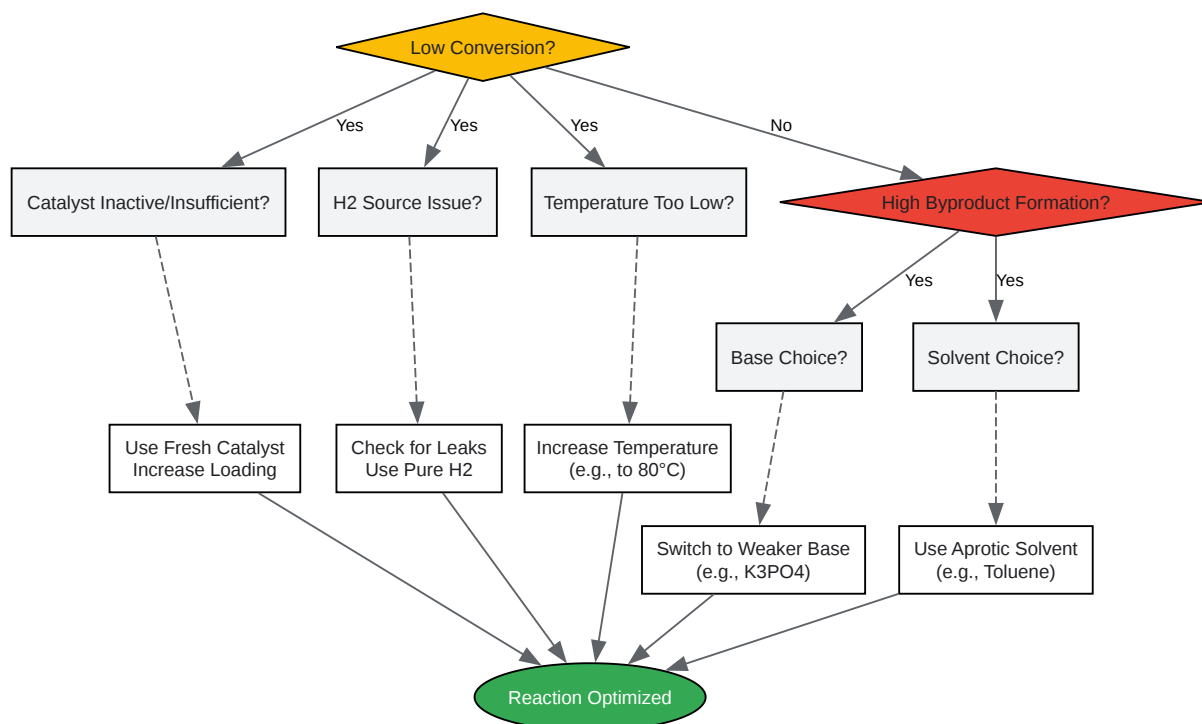 Low Conversion?
Yes
Yes
Yes
No
Catalyst Inactive/Insufficient?
H2 Source Issue?
Temperature Too Low?
High Byproduct Formation?
Yes
Yes
Base Choice?
Solvent Choice?
Use Fresh Catalyst
Increase Loading
Check for Leaks
Use Pure H2
Increase Temperature
(e.g., to 80°C)
Switch to Weaker Base
(e.g., K3PO4)
Use Aprotic Solvent
(e.g., Toluene)
Reaction Optimized